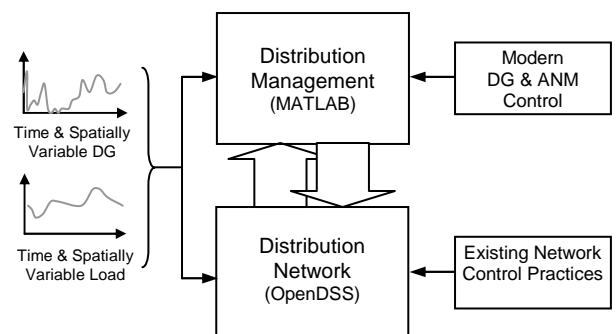 Time & Spatially
Variable DG
Time & Spatially
Variable Load
Distribution
Management
(MATLAB)
Distribution
Network
(OpenDSS)
Modern
DG & ANM
Control
Existing Network
Control Practices